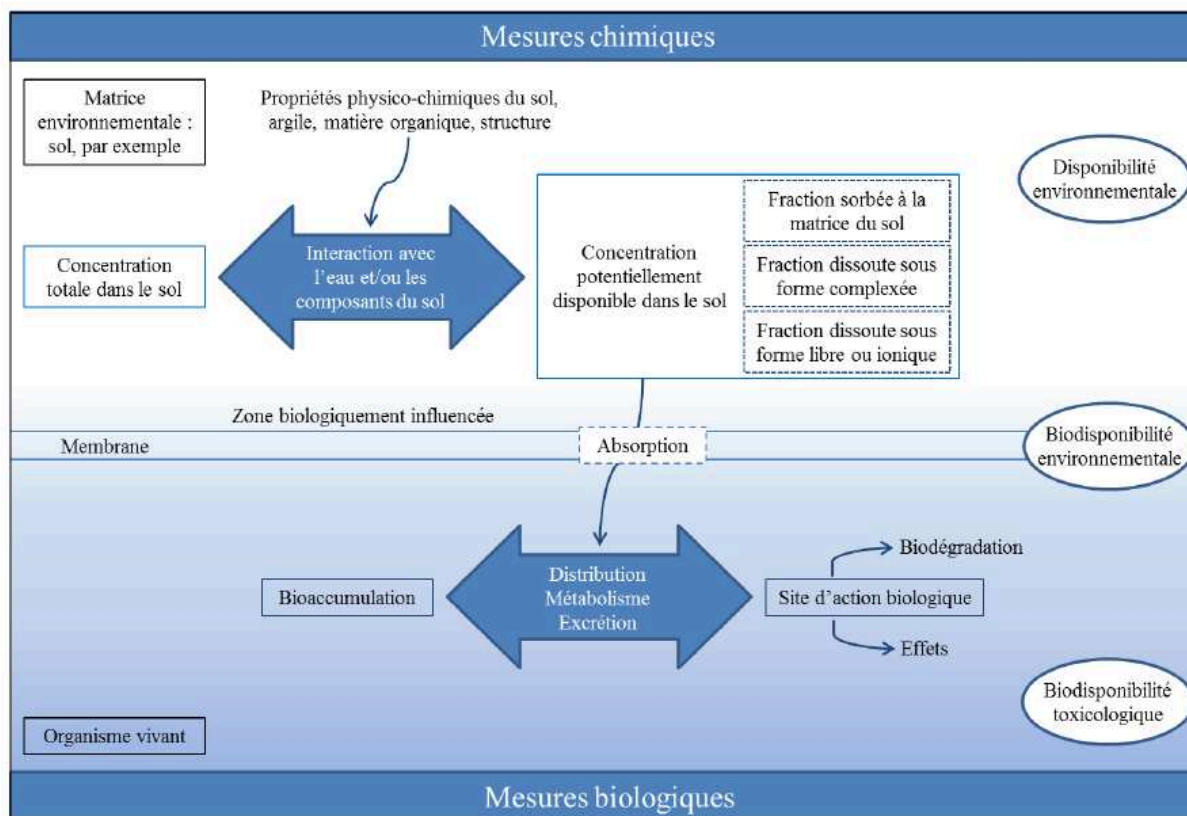 Mesures chimiques
Matrice
environnementale :
sol, par exemple
Propriétés physico-chimiques du sol,
argile, matière organique, structure
Disponibilité
environnementale
Concentration
totale dans le sol
Interaction avec
l'eau et/ou les
composants du sol
Concentration
potentiellement
disponible dans le sol
Fraction sorbée à la
matrice du sol
Fraction dissoute sous
forme complexée
Fraction dissoute sous
forme libre ou ionique
Zone biologiquement influencée
Membrane
Absorption
Biodisponibilité
environnementale
Bioaccumulation
Distribution
Métabolisme
Excrétion
Site d'action biologique
Biodégradation
Effets
Biodisponibilité
toxicologique
Organisme vivant
Mesures biologiques